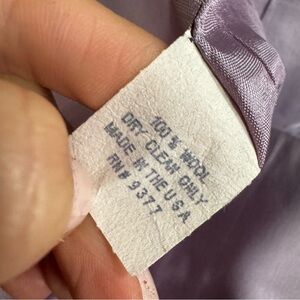 100% WOOL
DRY CLEAN ONLY
MADE IN THE U.S.A.
RN# 9377